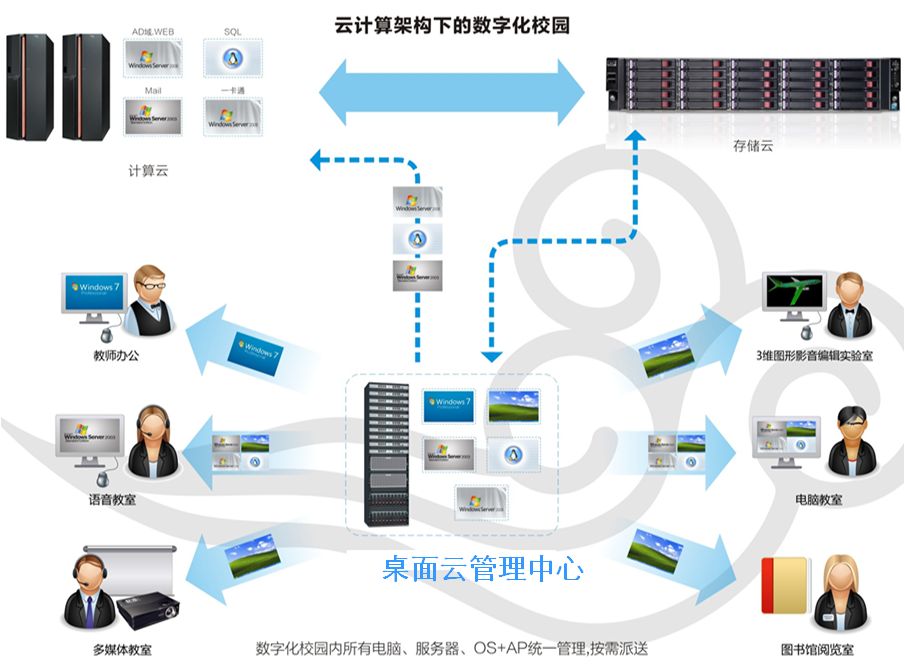 云计算架构下的数字化校园
AD域.WEB
SQL
Windows Server 2008
Mail
一卡通
Windows Server 2003
Windows Server 2008
计算云
存储云
Windows Server 2008
Windows Server 2003
Windows 7
Professional
教师办公
Windows 7
Professional
3维图形影音编辑实验室
Windows 7
Windows Server 2003
Windows Server 2008
Windows Server 2003
语音教室
电脑教室
桌面云管理中心
多媒体教室
数字化校园内所有电脑、服务器、OS+AP统一管理,按需派送
图书馆阅览室